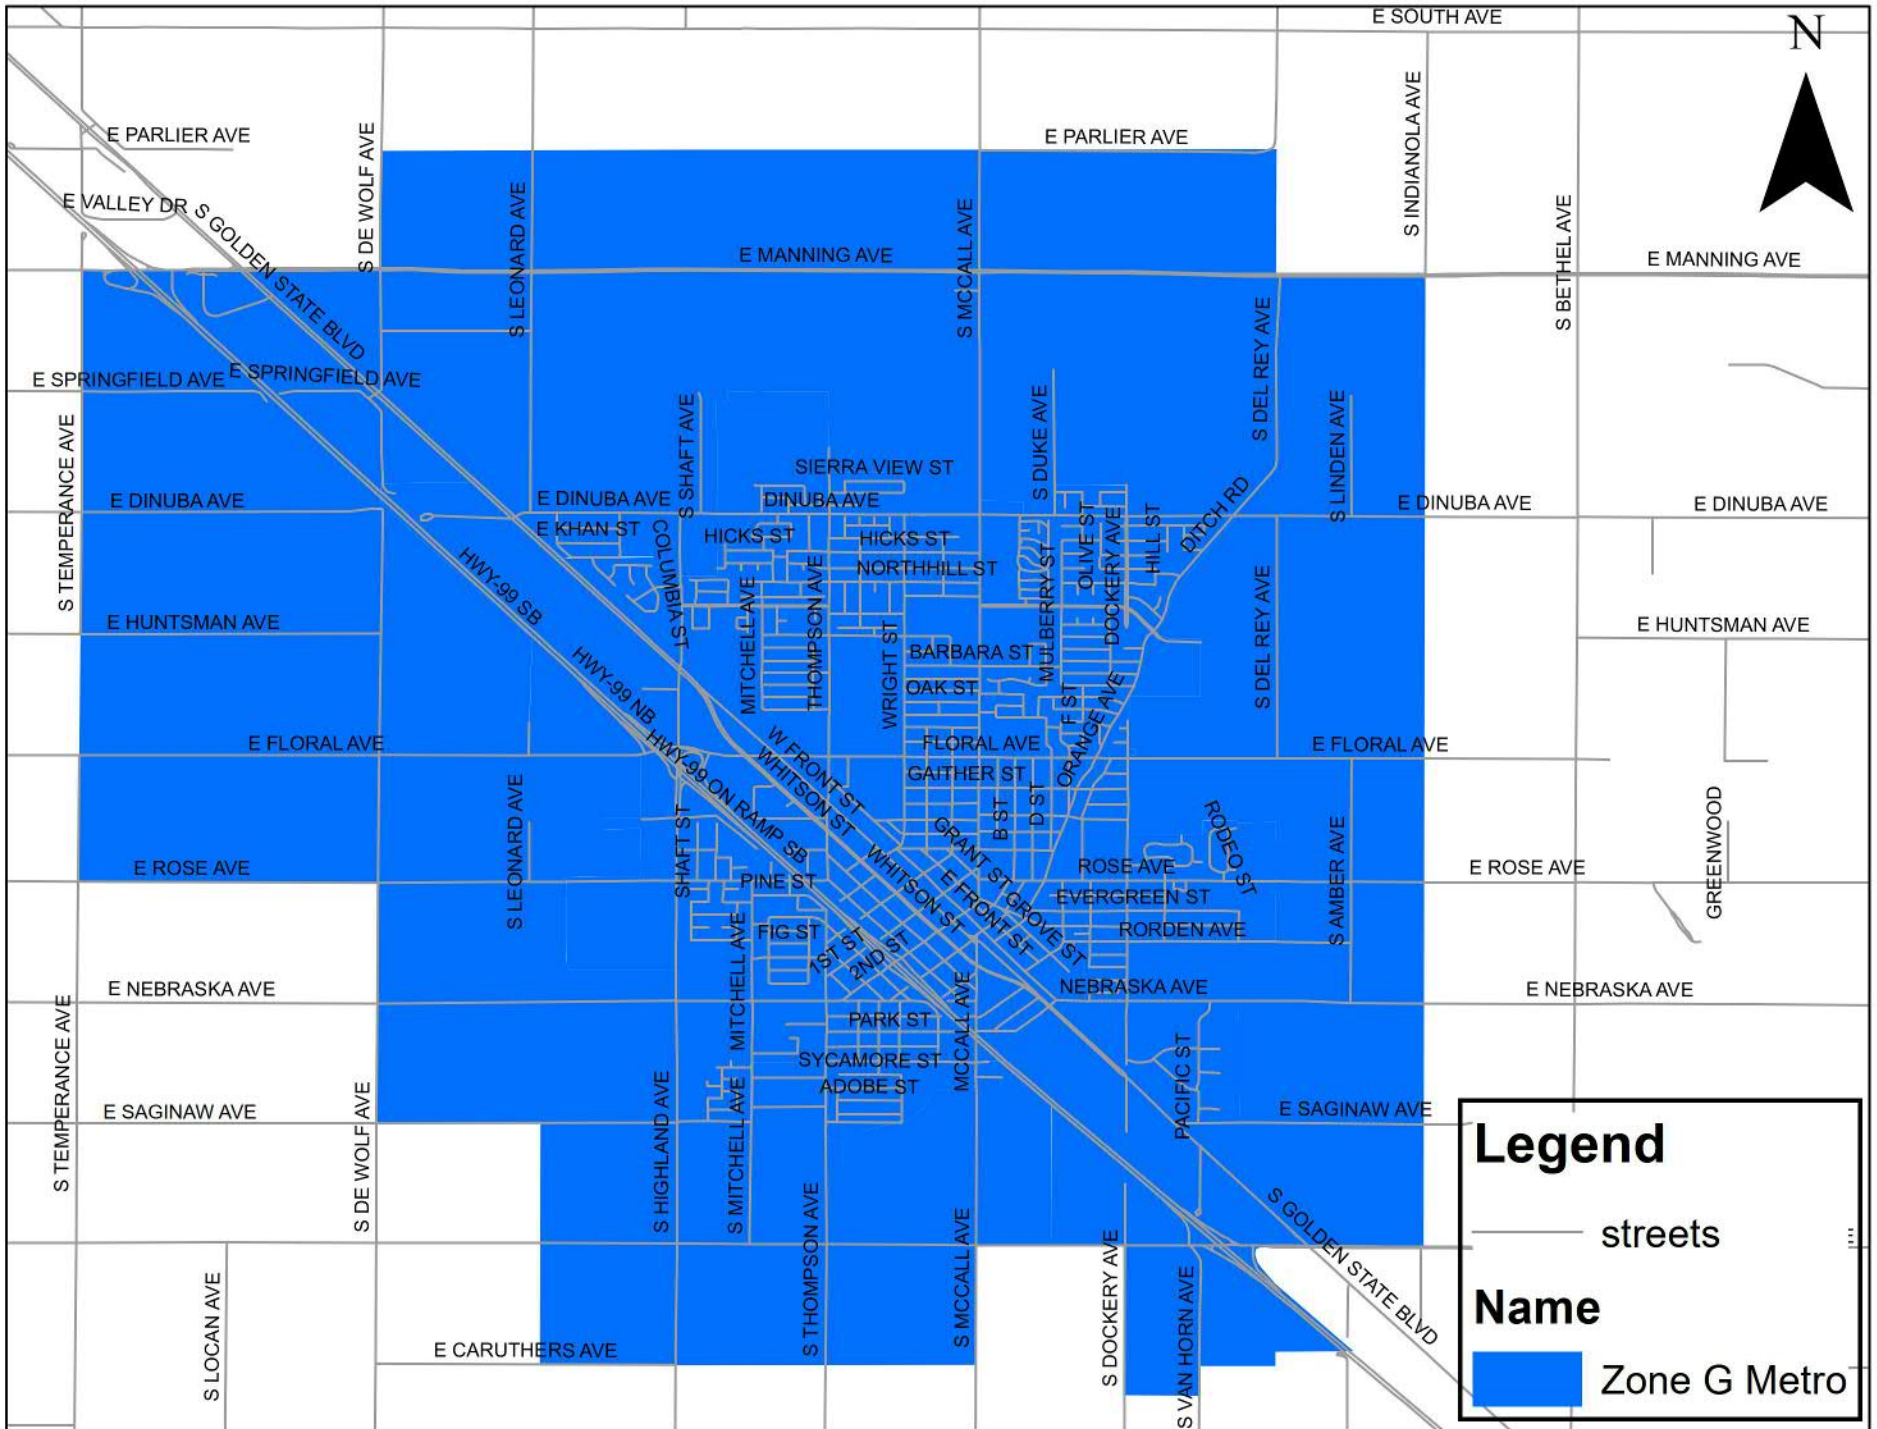 E SOUTH AVE
N
E PARLIER AVE
E PARLIER AVE
S DE WOLF AVE
S INDIANOLA AVE
E VALLEY DR
S GOLDEN STATE BLVD
S LEONARD AVE
S MCCALL AVE
S BETHEL AVE
E MANNING AVE
E MANNING AVE
S DEL REY AVE
E SPRINGFIELD AVE
E SPRINGFIELD AVE
S TEMPERANCE AVE
S SHAFT AVE
S DUKE AVE
S LINDEN AVE
SIERRA VIEW ST
E DINUBA AVE
E DINUBA AVE
DINUBA AVE
E DINUBA AVE
E DINUBA AVE
E KHAN ST
COLUMBIA ST
HICKS ST
HICKS ST
OLIVE ST
DOCKERY AVE
HILL ST
DITCH RD
HWY-99 SB
NORTHHILL ST
MITCHELL AVE
THOMPSON AVE
MULBERRY ST
S DEL REY AVE
E HUNTSMAN AVE
E HUNTSMAN AVE
WRIGHT ST
BARBARA ST
HWY-99 NB
OAK ST
F ST
ORANGE AVE
E FLORAL AVE
W FRONT ST
FLORAL AVE
E FLORAL AVE
HWY-99 ON RAMP SB
WHITSON ST
GAITHER ST
S LEONARD AVE
SHAFT ST
B ST
D ST
GRANT ST
RODEO ST
S AMBER AVE
GREENWOOD
E ROSE AVE
WHITSON ST
E FRONT ST
ROSE AVE
E ROSE AVE
PINE ST
GROVE ST
EVERGREEN ST
MITCHELL AVE
FIG ST
1ST ST
2ND ST
RORDEN AVE
E NEBRASKA AVE
MCCALL AVE
NEBRASKA AVE
E NEBRASKA AVE
S TEMPERANCE AVE
PARK ST
SYCAMORE ST
PACIFIC ST
ADOBE ST
S DE WOLF AVE
S HIGHLAND AVE
S MITCHELL AVE
E SAGINAW AVE
E SAGINAW AVE
Legend
S THOMPSON AVE
S MCCALL AVE
S DOCKERY AVE
S GOLDEN STATE BLVD
streets
S LOCAN AVE
S VAN HORN AVE
Name
E CARUTHERS AVE
Zone G Metro